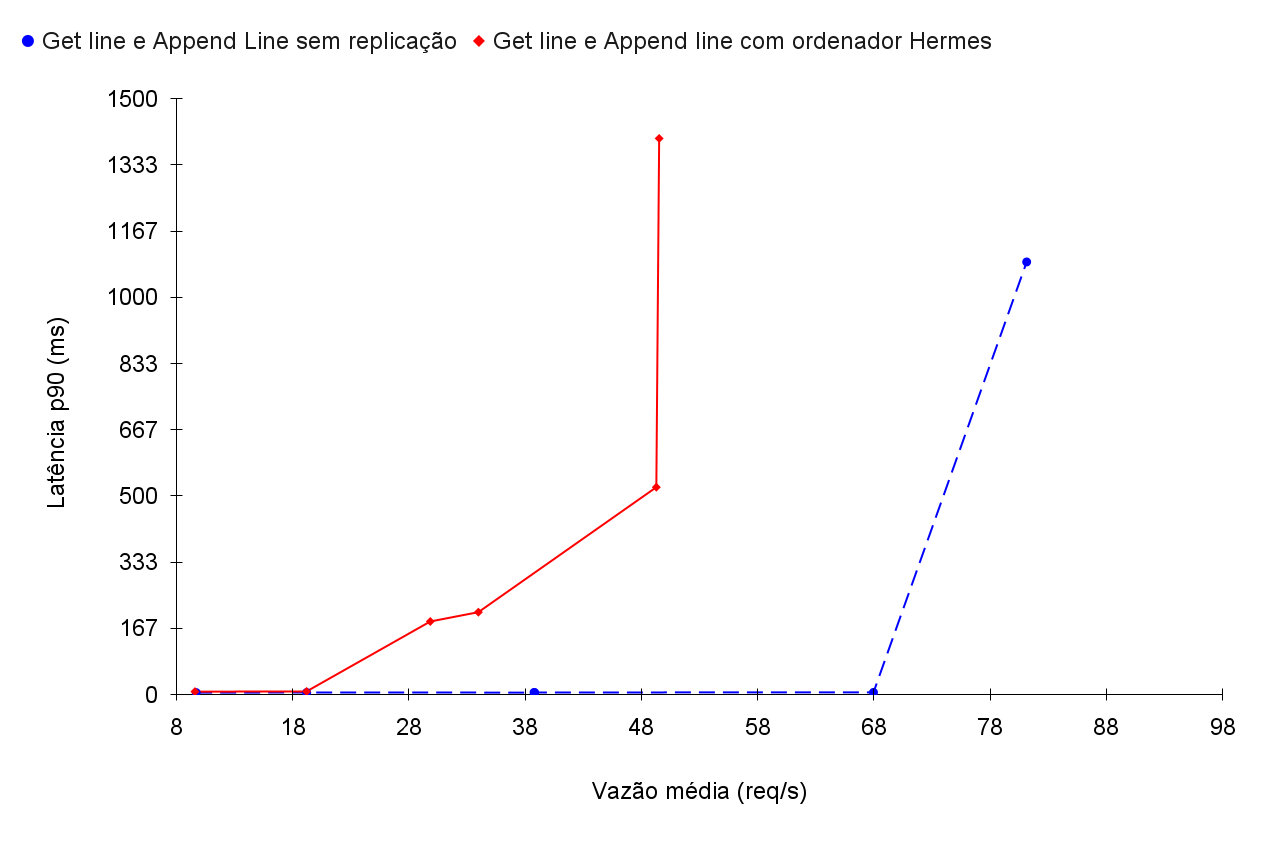 Get line e Append Line sem replicação
Get line e Append line com ordenador Hermes
1500
1333
1167
1000
833
667
500
333
167
0
Latência p90 (ms)
8 18 28 38 48 58 68 78 88 98
Vazão média (req/s)